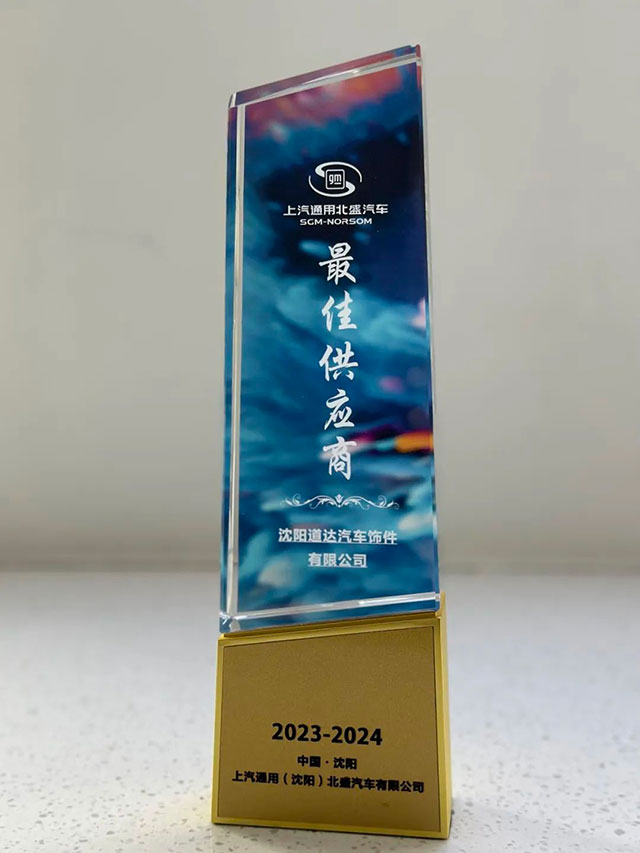 gm
上汽通用北盛汽车
SGM-NORSOM
最佳供应商
沈阳道达汽车饰件
有限公司
2023-2024
中国·沈阳
上汽通用（沈阳）北盛汽车有限公司